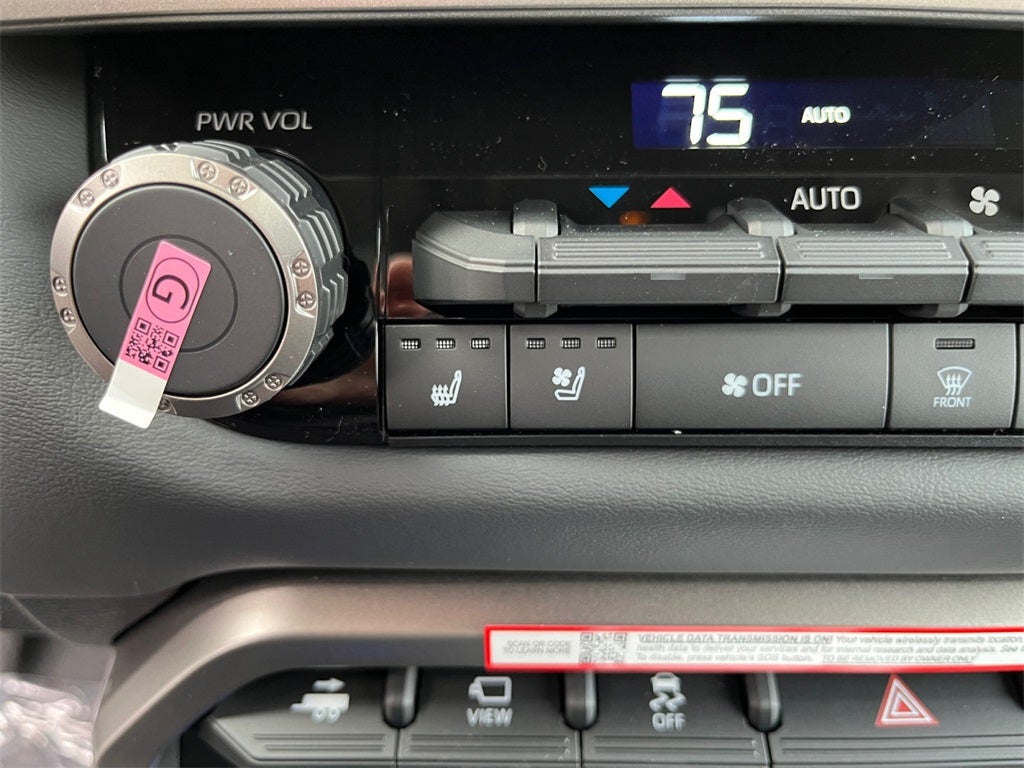 PWR VOL
75 AUTO
AUTO
G
OFF
FRONT
SCAN QR CODE
TO LEARN MORE
VEHICLE DATA TRANSMISSION IS ON! Your vehicle wirelessly transmits location,
health data to deliver your services and for internal research and data analysis. See
To disable, press vehicle's SOS button. TO BE REMOVED BY OWNER ONLY
VIEW
OFF